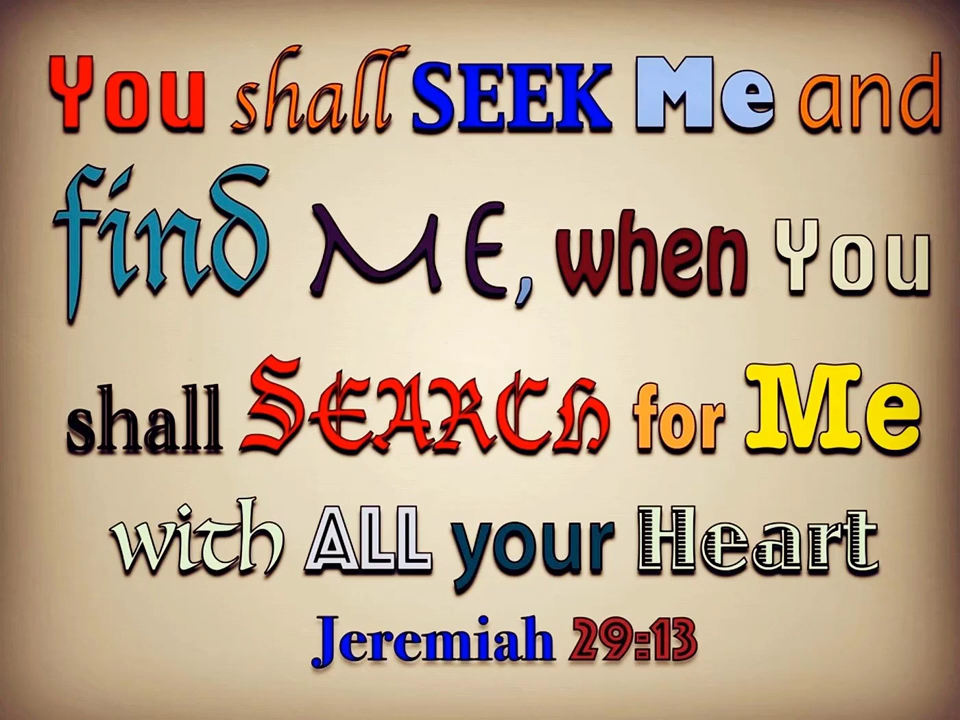 You shall SEEK Me and
find ME, when You
shall SEARCH for Me
with ALL your Heart
Jeremiah 29:13